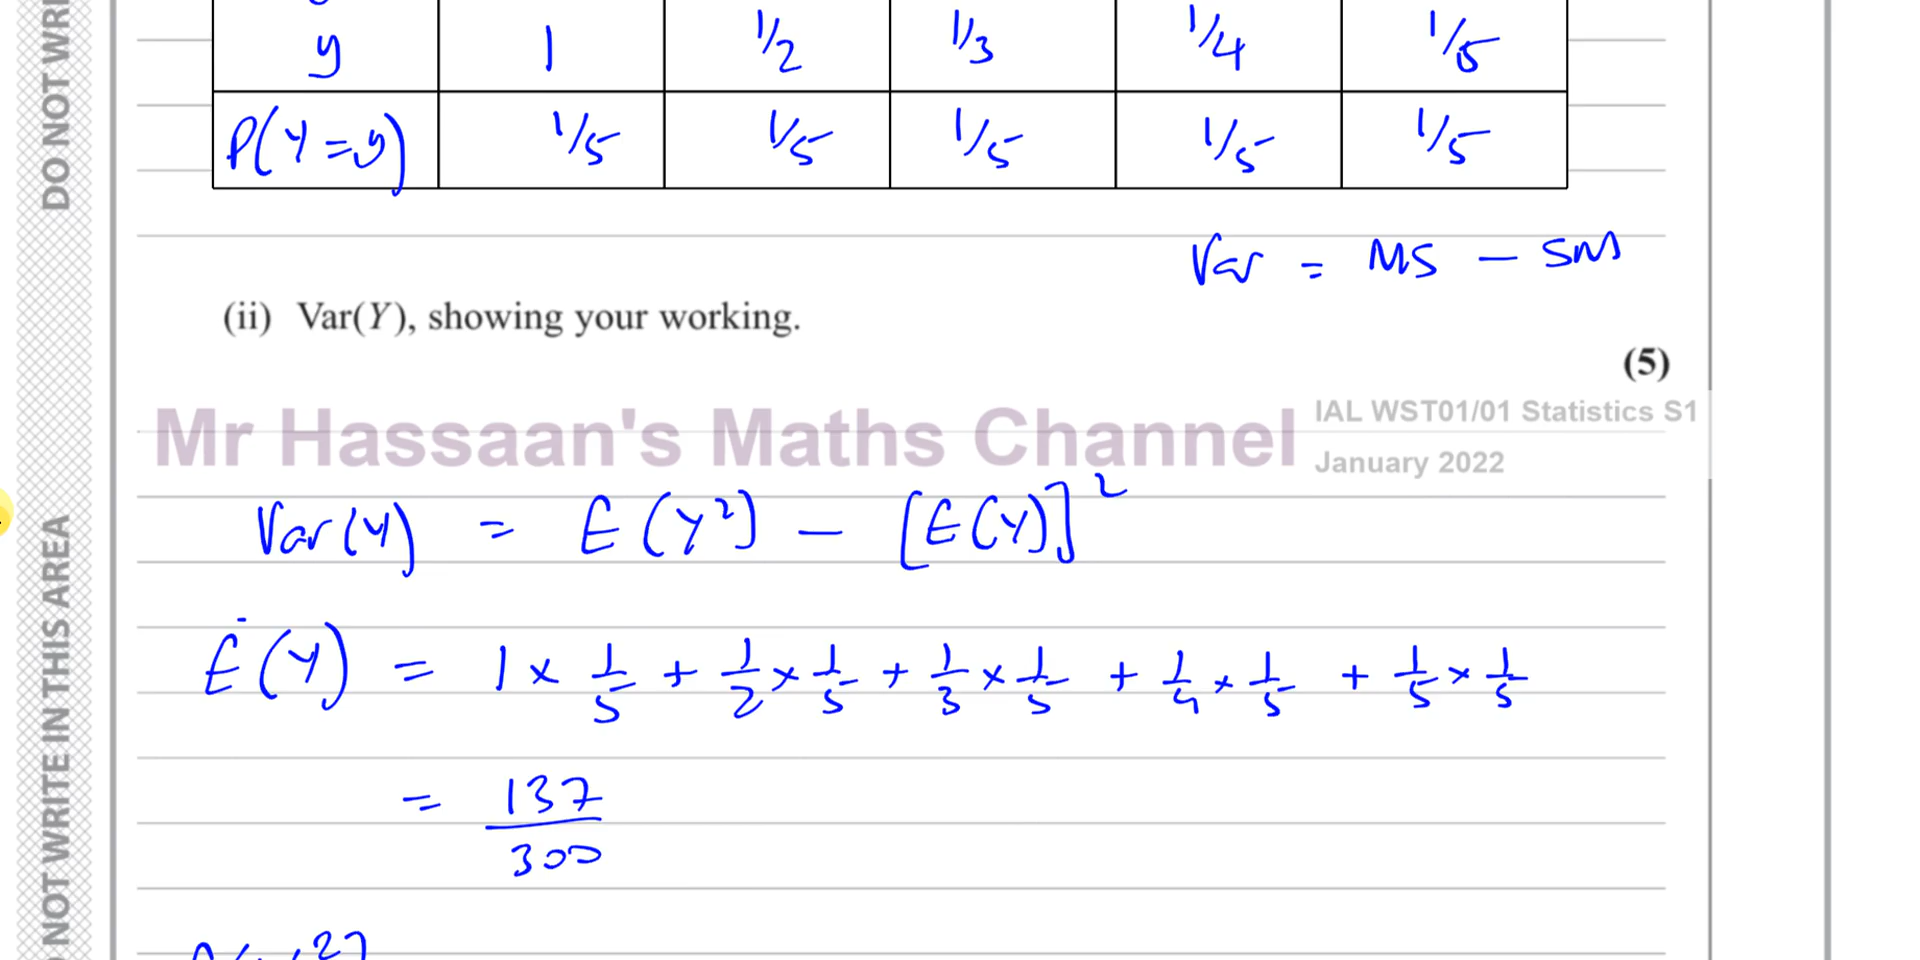 y 1 1/2 1/3 1/4 1/5
P(Y=y) 1/5 1/5 1/5 1/5 1/5
Var = MS - SM
(ii) Var(Y), showing your working.
(5)
Mr Hassaan's Maths Channel
IAL WST01/01 Statistics S1
January 2022
Var(Y) = E(Y²) - [E(Y)]²
E(Y) = 1 × 1/5 + 1/2 × 1/5 + 1/3 × 1/5 + 1/4 × 1/5 + 1/5 × 1/5
= 137/300
DO NOT WRI
NOT WRITE IN THIS AREA